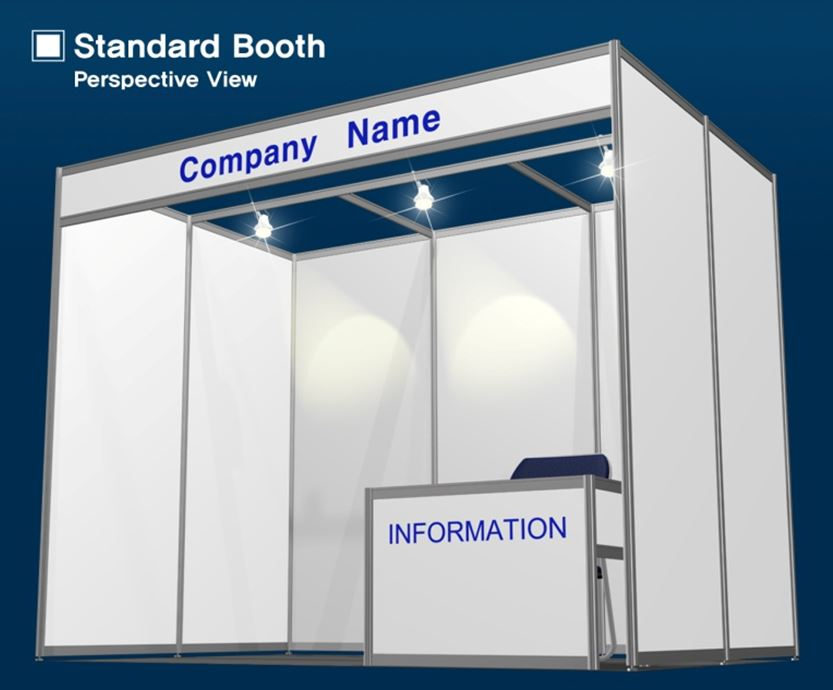 Standard Booth
Perspective View
Company Name
INFORMATION